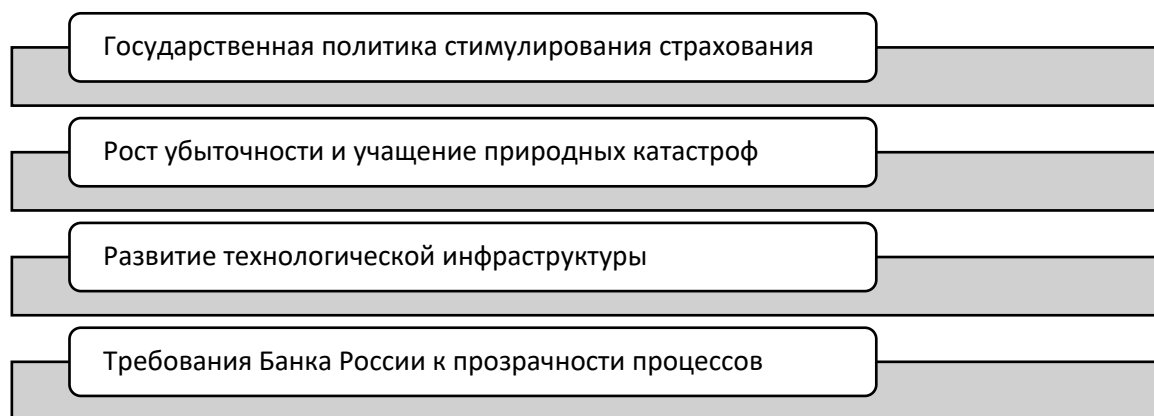 Государственная политика стимулирования страхования
Рост убыточности и учащение природных катастроф
Развитие технологической инфраструктуры
Требования Банка России к прозрачности процессов